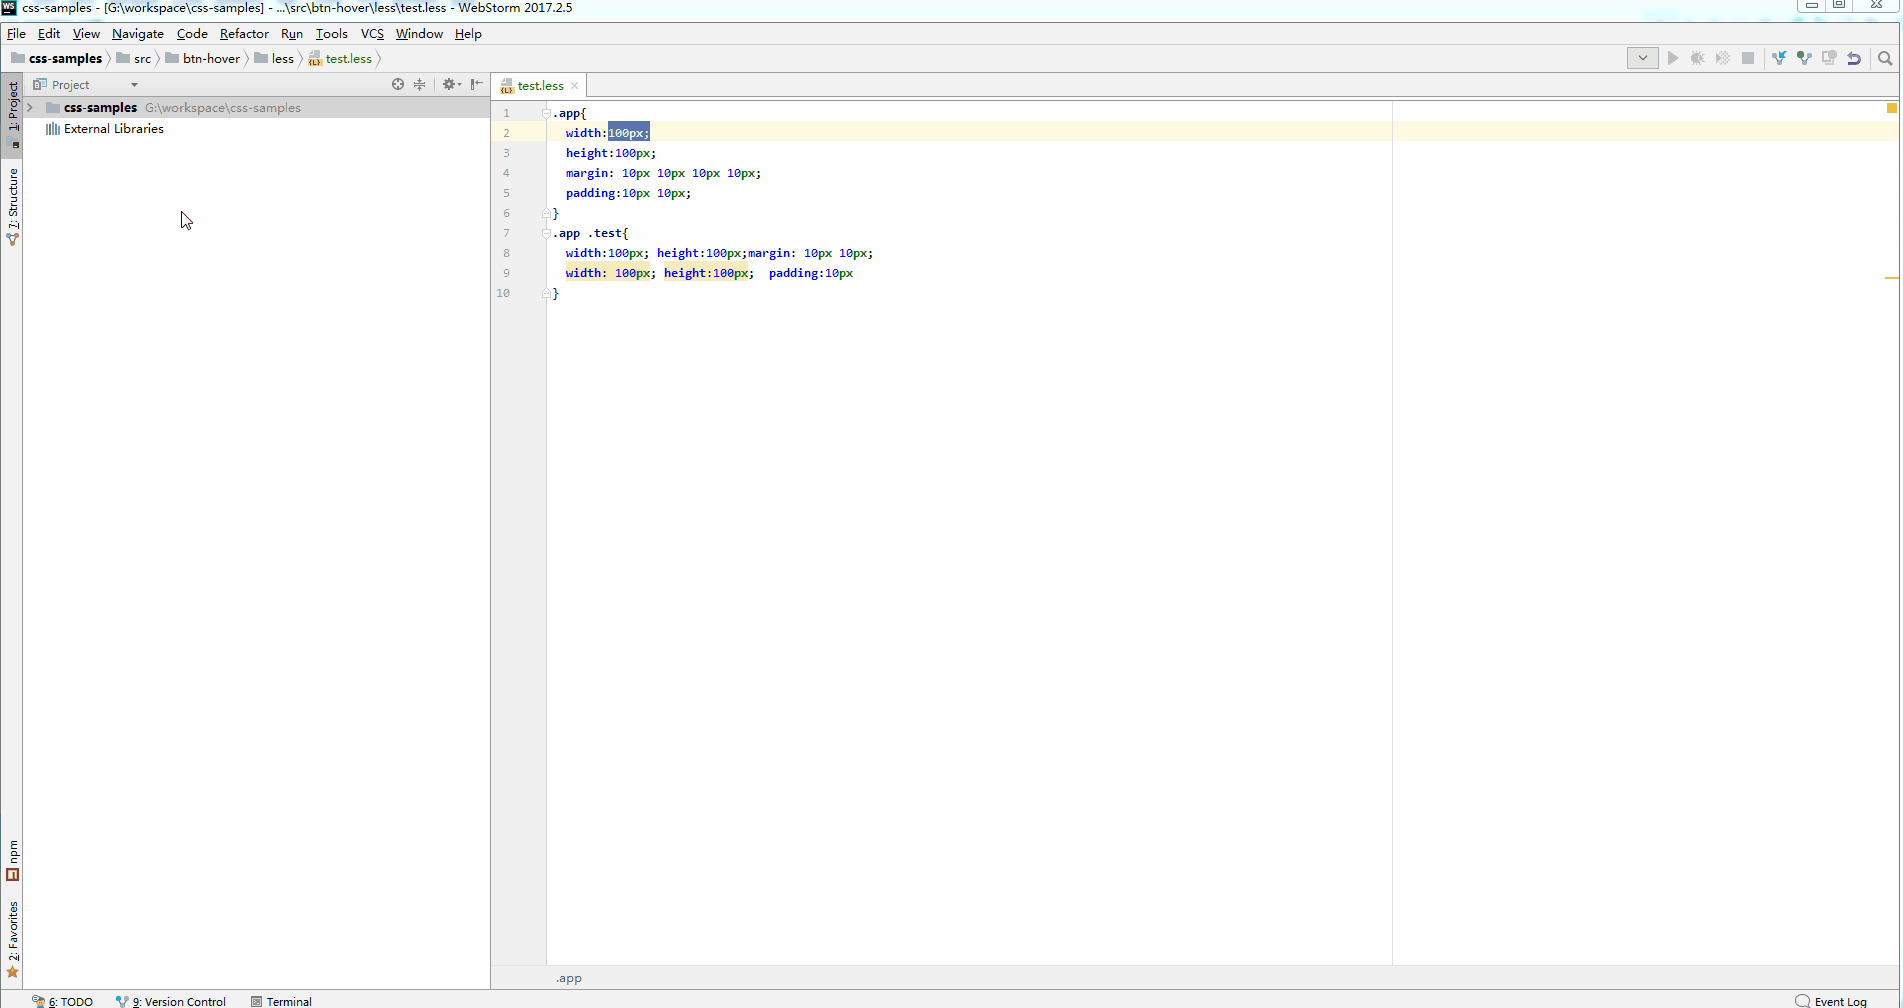 WS css-samples - [G:\workspace\css-samples] - ...\src\btn-hover\less\test.less - WebStorm 2017.2.5
File Edit View Navigate Code Refactor Run Tools VCS Window Help
css-samples src btn-hover less {L} test.less
Project
{L} test.less
1: Project
css-samples G:\workspace\css-samples
External Libraries
7: Structure
1 .app{
2 width:100px;
3 height:100px;
4 margin: 10px 10px 10px 10px;
5 padding:10px 10px;
6 }
7 .app .test{
8 width:100px; height:100px;margin: 10px 10px;
9 width: 100px; height:100px;  padding:10px
10 }
npm
2: Favorites
.app
6: TODO 9: Version Control Terminal Event Log